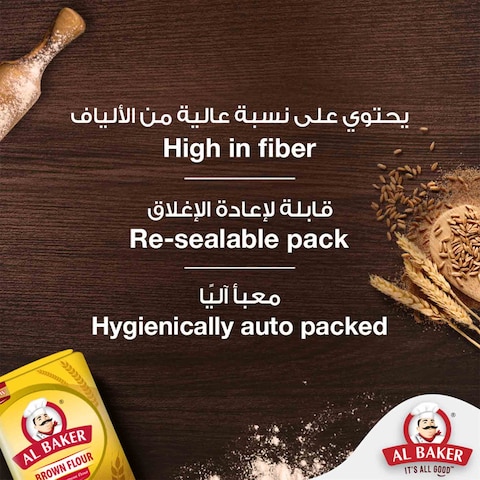 يحتوي على نسبة عالية من الألياف
High in fiber
قابلة لإعادة الإغلاق
Re-sealable pack
معبأ آليًا
Hygienically auto packed
AL BAKER
BROWN FLOUR
AL BAKER
IT'S ALL GOOD